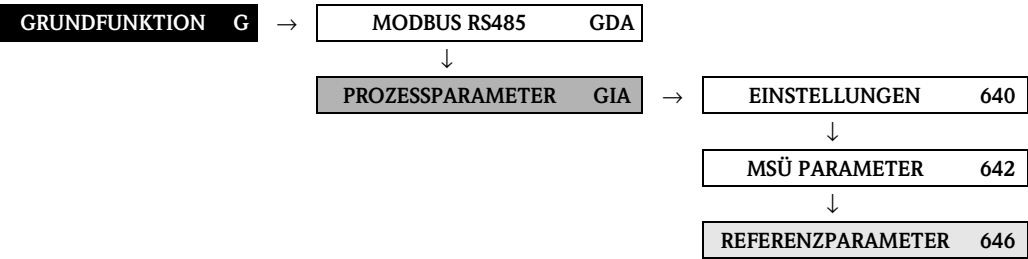 GRUNDFUNKTION G → MODBUS RS485 GDA
↓
PROZESSPARAMETER GIA → EINSTELLUNGEN 640
↓
MSÜ PARAMETER 642
↓
REFERENZPARAMETER 646